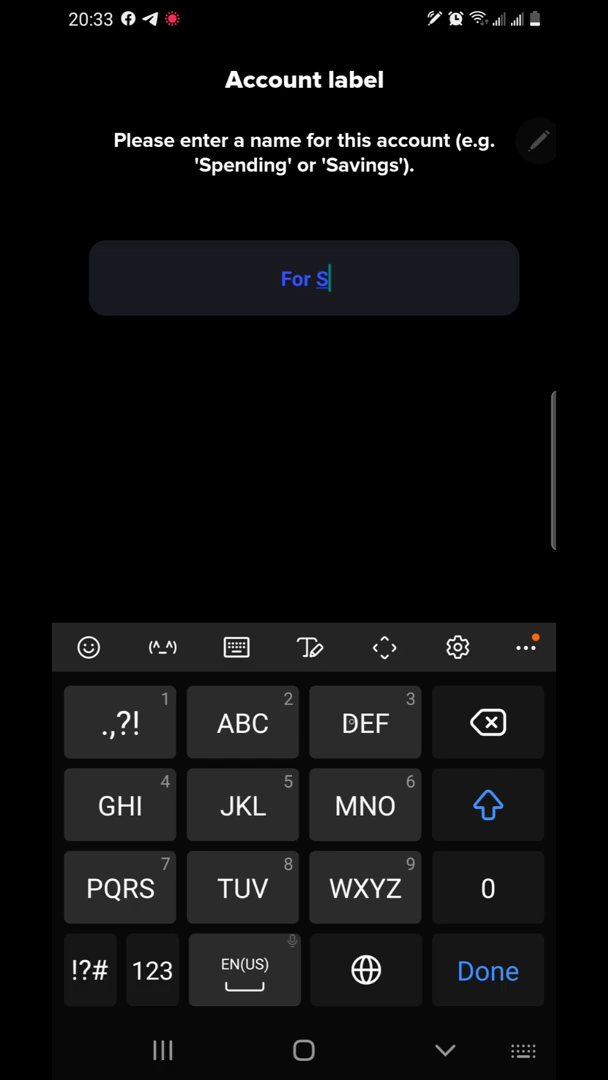 20:33
Account label
Please enter a name for this account (e.g.
'Spending' or 'Savings').
For S
(^_^)
.,?! 1
ABC 2
DEF 3
GHI 4
JKL 5
MNO 6
PQRS 7
TUV 8
WXYZ 9
0
!?#
123
EN(US)
Done